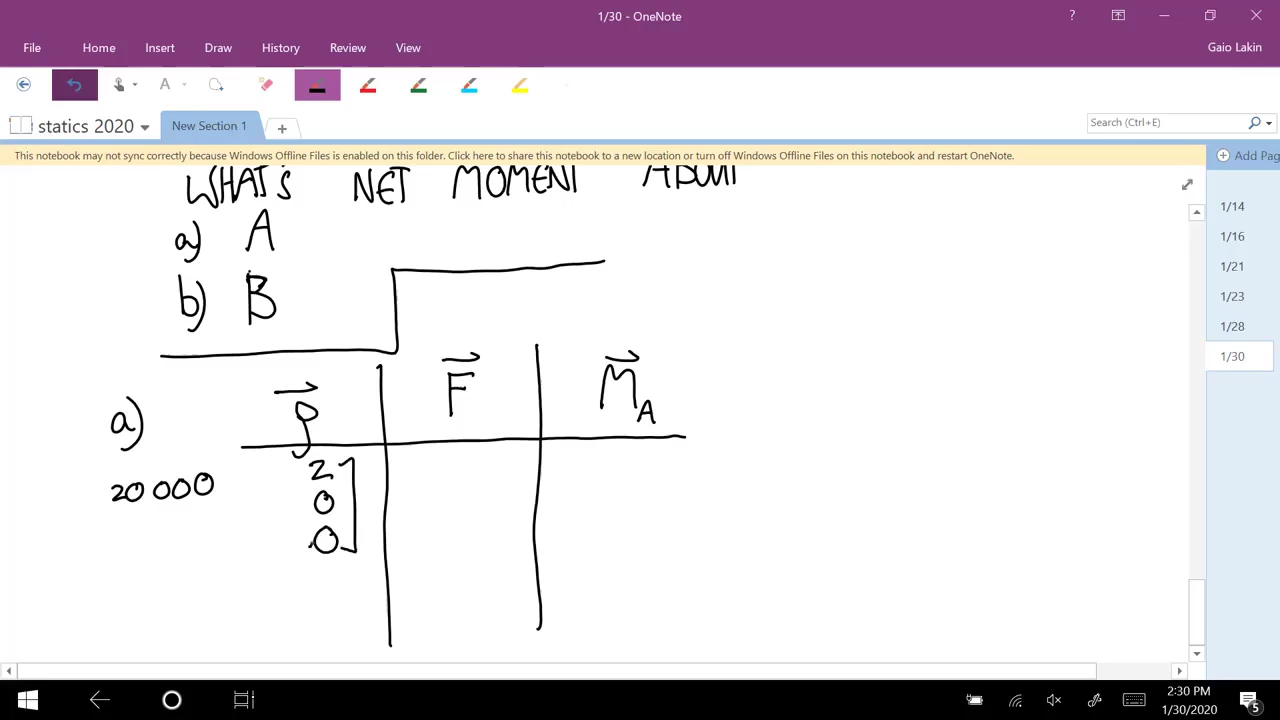 1/30 - OneNote
File Home Insert Draw History Review View Gaio Lakin
statics 2020 New Section 1 Search (Ctrl+E)
This notebook may not sync correctly because Windows Offline Files is enabled on this folder. Click here to share this notebook to a new location or turn off Windows Offline Files on this notebook and restart OneNote.
Add Pag
1/14
1/16
1/21
1/23
1/28
1/30
WHAT'S NET MOMENT ABOUT
a) A
b) B
a) ρ F M A
20 000 2
0
0
2:30 PM
1/30/2020
5